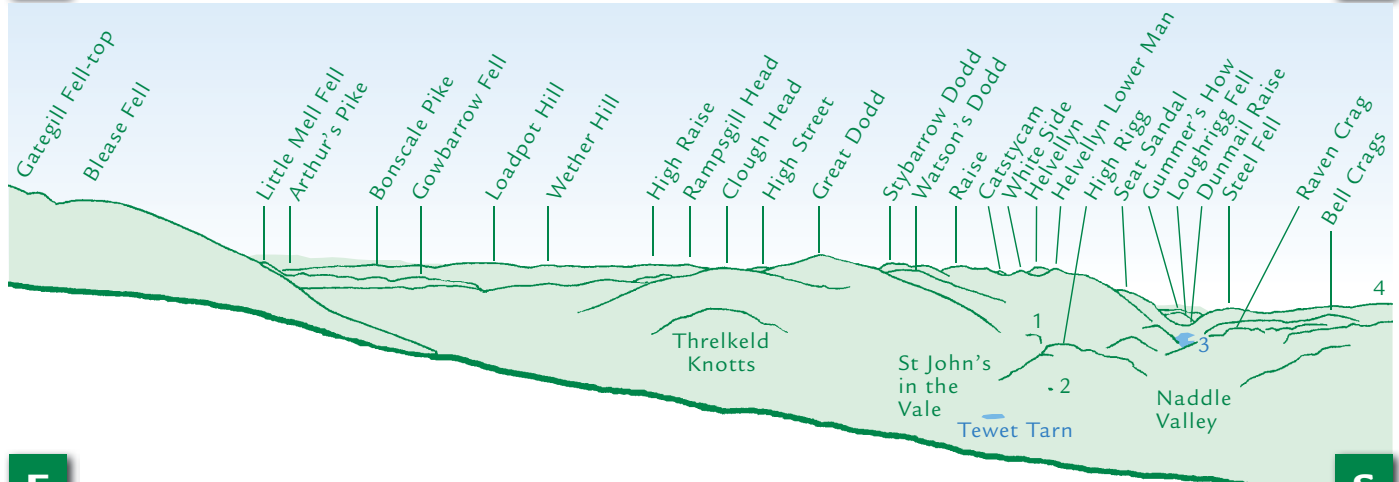 Gategill Fell-top
Blease Fell
Little Mell Fell
Arthur's Pike
Bonscale Pike
Gowbarrow Fell
Loadpot Hill
Wether Hill
High Raise
Rampsgill Head
Clough Head
High Street
Great Dodd
Stybarrow Dodd
Watson's Dodd
Raise
Catstycam
White Side
Helvellyn
Helvellyn Lower Man
High Rigg
Seat Sandal
Gummer's How
Loughrigg Fell
Dunmail Raise
Steel Fell
Raven Crag
Bell Crags
4
1
3
Threlkeld
Knotts
St John's
in the
Vale
2
Naddle
Valley
Tewet Tarn